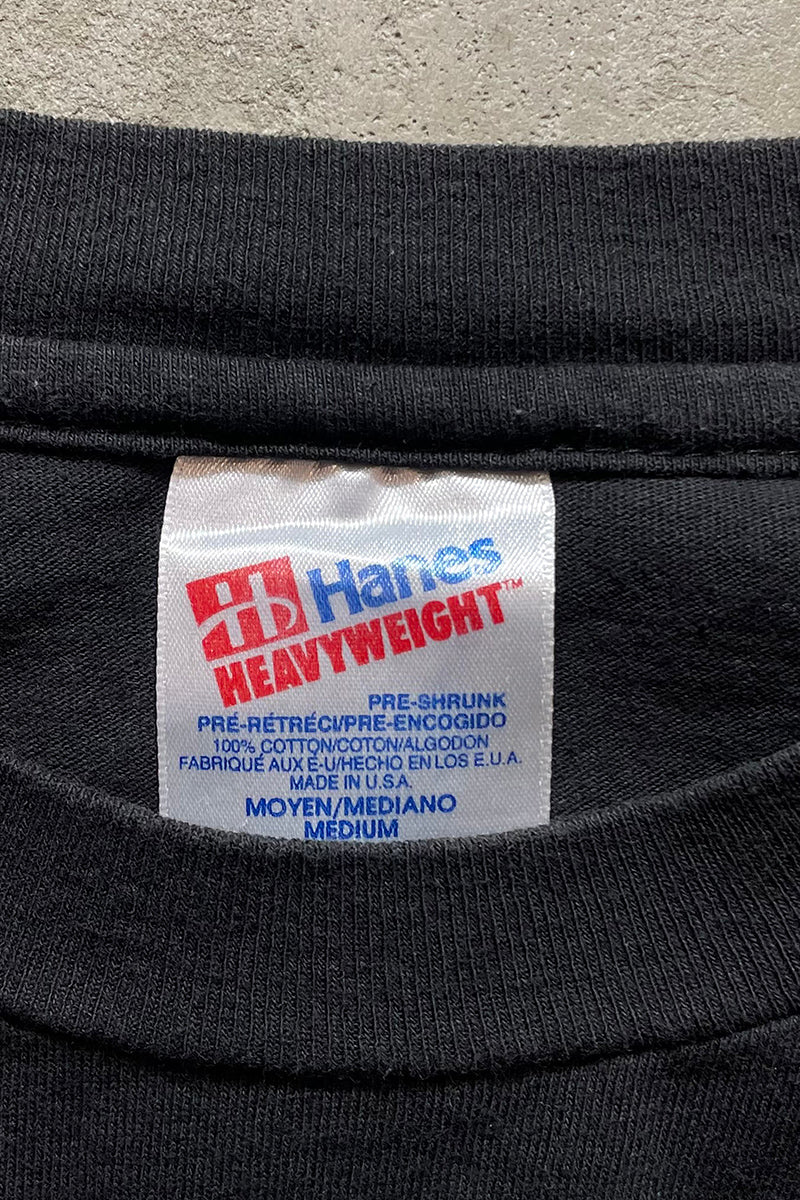 Hanes
HEAVYWEIGHT™
PRE-SHRUNK
PRÉ-RÉTRÉCI/PRE-ENCOGIDO
100% COTTON/COTON/ALGODON
FABRIQUÉ AUX É-U/HECHO EN LOS E.U.A.
MADE IN U.S.A.
MOYEN/MEDIANO
MEDIUM